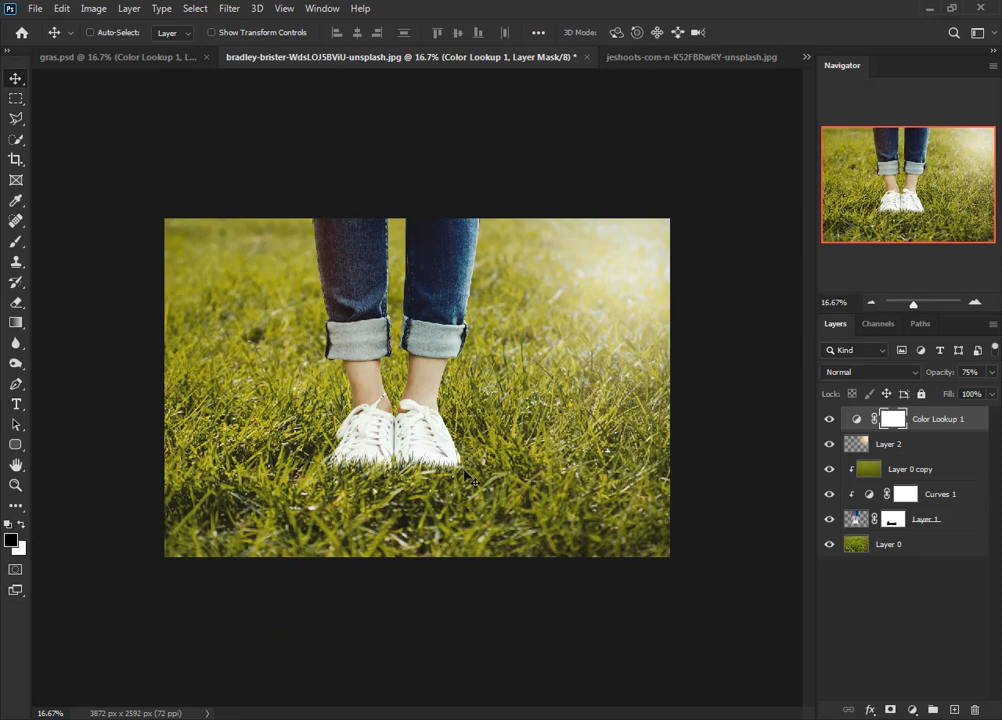 Ps File Edit Image Layer Type Select Filter 3D View Window Help
Auto-Select: Layer Show Transform Controls ••• 3D Mode:
gras.psd @ 16.7% (Color Lookup 1, L... × bradley-brister-WdsLOJ5BViU-unsplash.jpg @ 16.7% (Color Lookup 1, Layer Mask/8) * × jeshoots-com-n-K52FBRwRY-unsplash.jpg
Navigator
16.67%
Layers Channels Paths
Kind
Normal Opacity: 75%
Lock: Fill: 100%
Color Lookup 1
Layer 2
Layer 0 copy
Curves 1
Layer 1
Layer 0
fx
16.67% 3872 px x 2592 px (72 ppi)